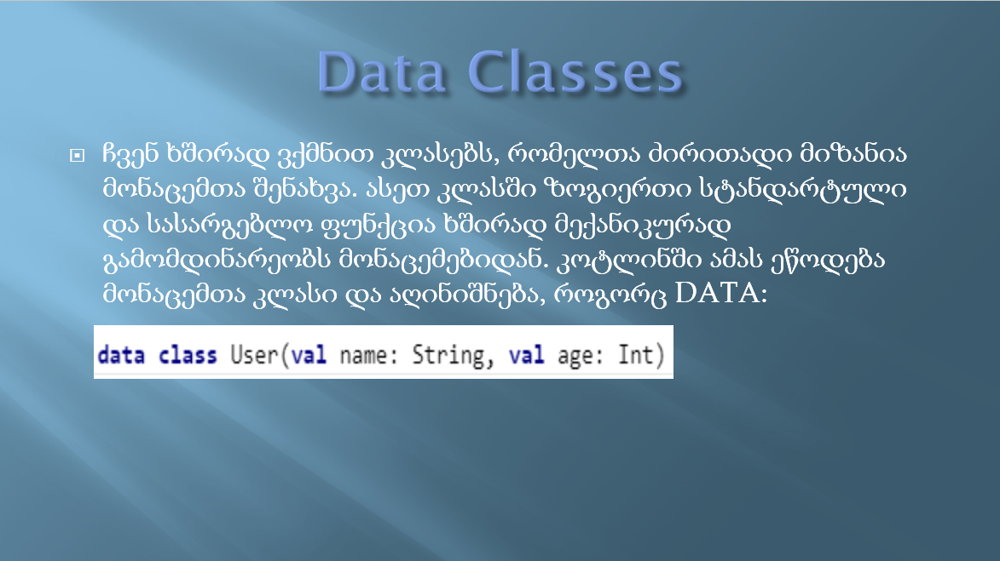 Data Classes
ჩვენ ხშირად ვქმნით კლასებს, რომელთა ძირითადი მიზანია
მონაცემთა შენახვა. ასეთ კლასში ზოგიერთი სტანდარტული
და სასარგებლო ფუნქცია ხშირად მექანიკურად
გამომდინარეობს მონაცემებიდან. კოტლინში ამას ეწოდება
მონაცემთა კლასი და აღინიშნება, როგორც DATA:
data class User(val name: String, val age: Int)